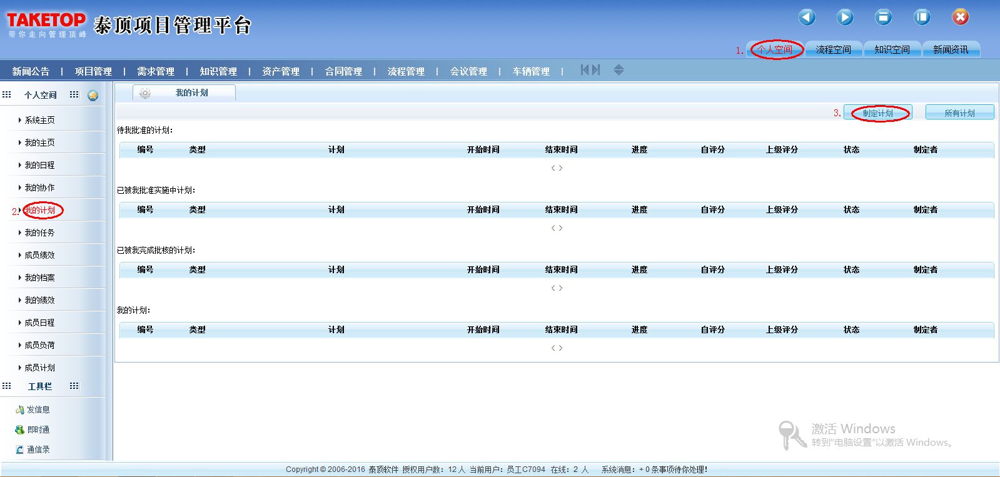 TAKETOP
带你走向管理顶峰
泰顶项目管理平台
1. 个人空间 流程空间 知识空间 新闻资讯
新闻公告 | 项目管理 | 需求管理 | 知识管理 | 资产管理 | 合同管理 | 流程管理 | 会议管理 | 车辆管理 |
个人空间
系统主页
我的主页
我的日程
我的协作
2. 我的计划
我的任务
成员绩效
我的档案
我的绩效
成员日程
成员负荷
成员计划
工具栏
发信息
即时通
通信录
我的计划
3. 制定计划 所有计划
待我批准的计划：
编号 类型 计划 开始时间 结束时间 进度 自评分 上级评分 状态 制定者
< >
已被我批准实施中计划：
编号 类型 计划 开始时间 结束时间 进度 自评分 上级评分 状态 制定者
< >
已被我完成批核的计划：
编号 类型 计划 开始时间 结束时间 进度 自评分 上级评分 状态 制定者
< >
我的计划：
编号 类型 计划 开始时间 结束时间 进度 自评分 上级评分 状态 制定者
< >
激活 Windows
转到"电脑设置"以激活 Windows。
Copyright © 2006-2016 泰顶软件 授权用户数：12 人 当前用户：员工C7094 在线：2 人 系统消息：+ 0 条事项待你处理！